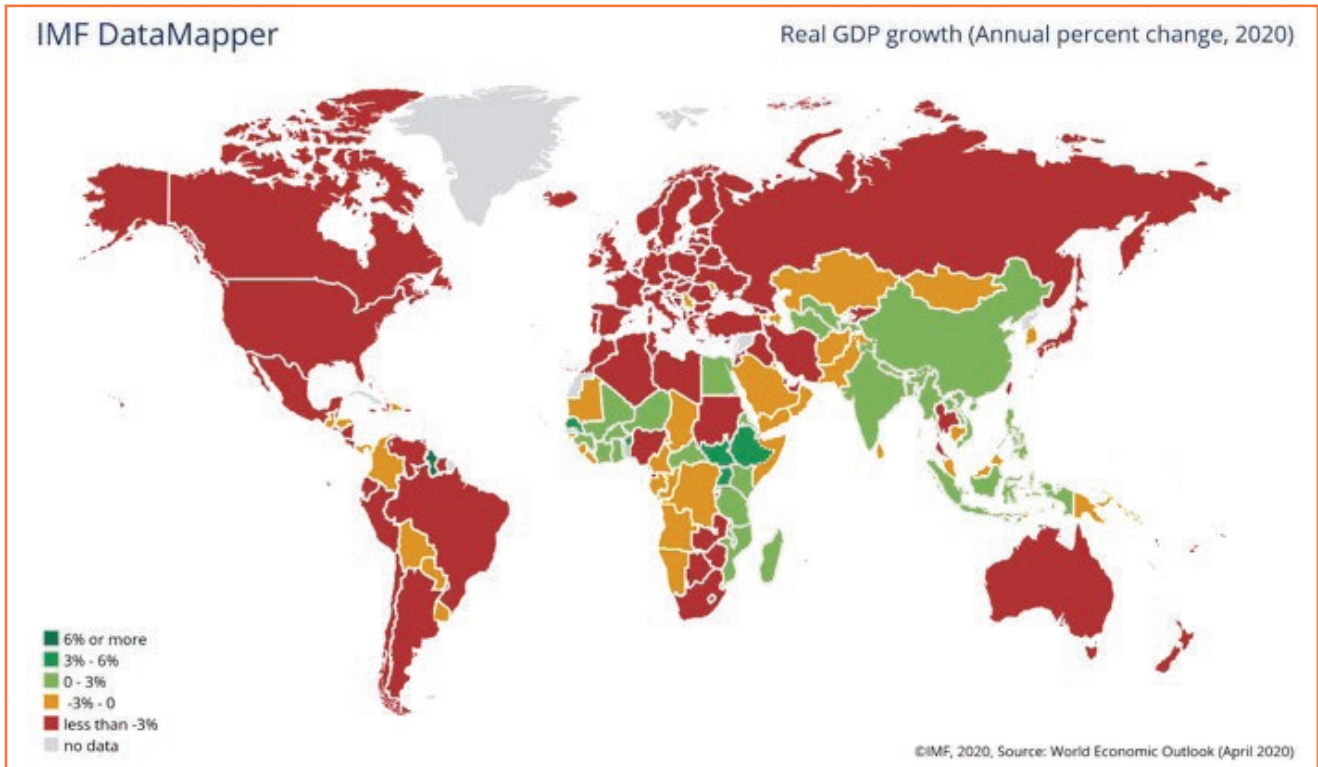 IMF DataMapper
Real GDP growth (Annual percent change, 2020)
6% or more
3% - 6%
0 - 3%
-3% - 0
less than -3%
no data
©IMF, 2020, Source: World Economic Outlook (April 2020)